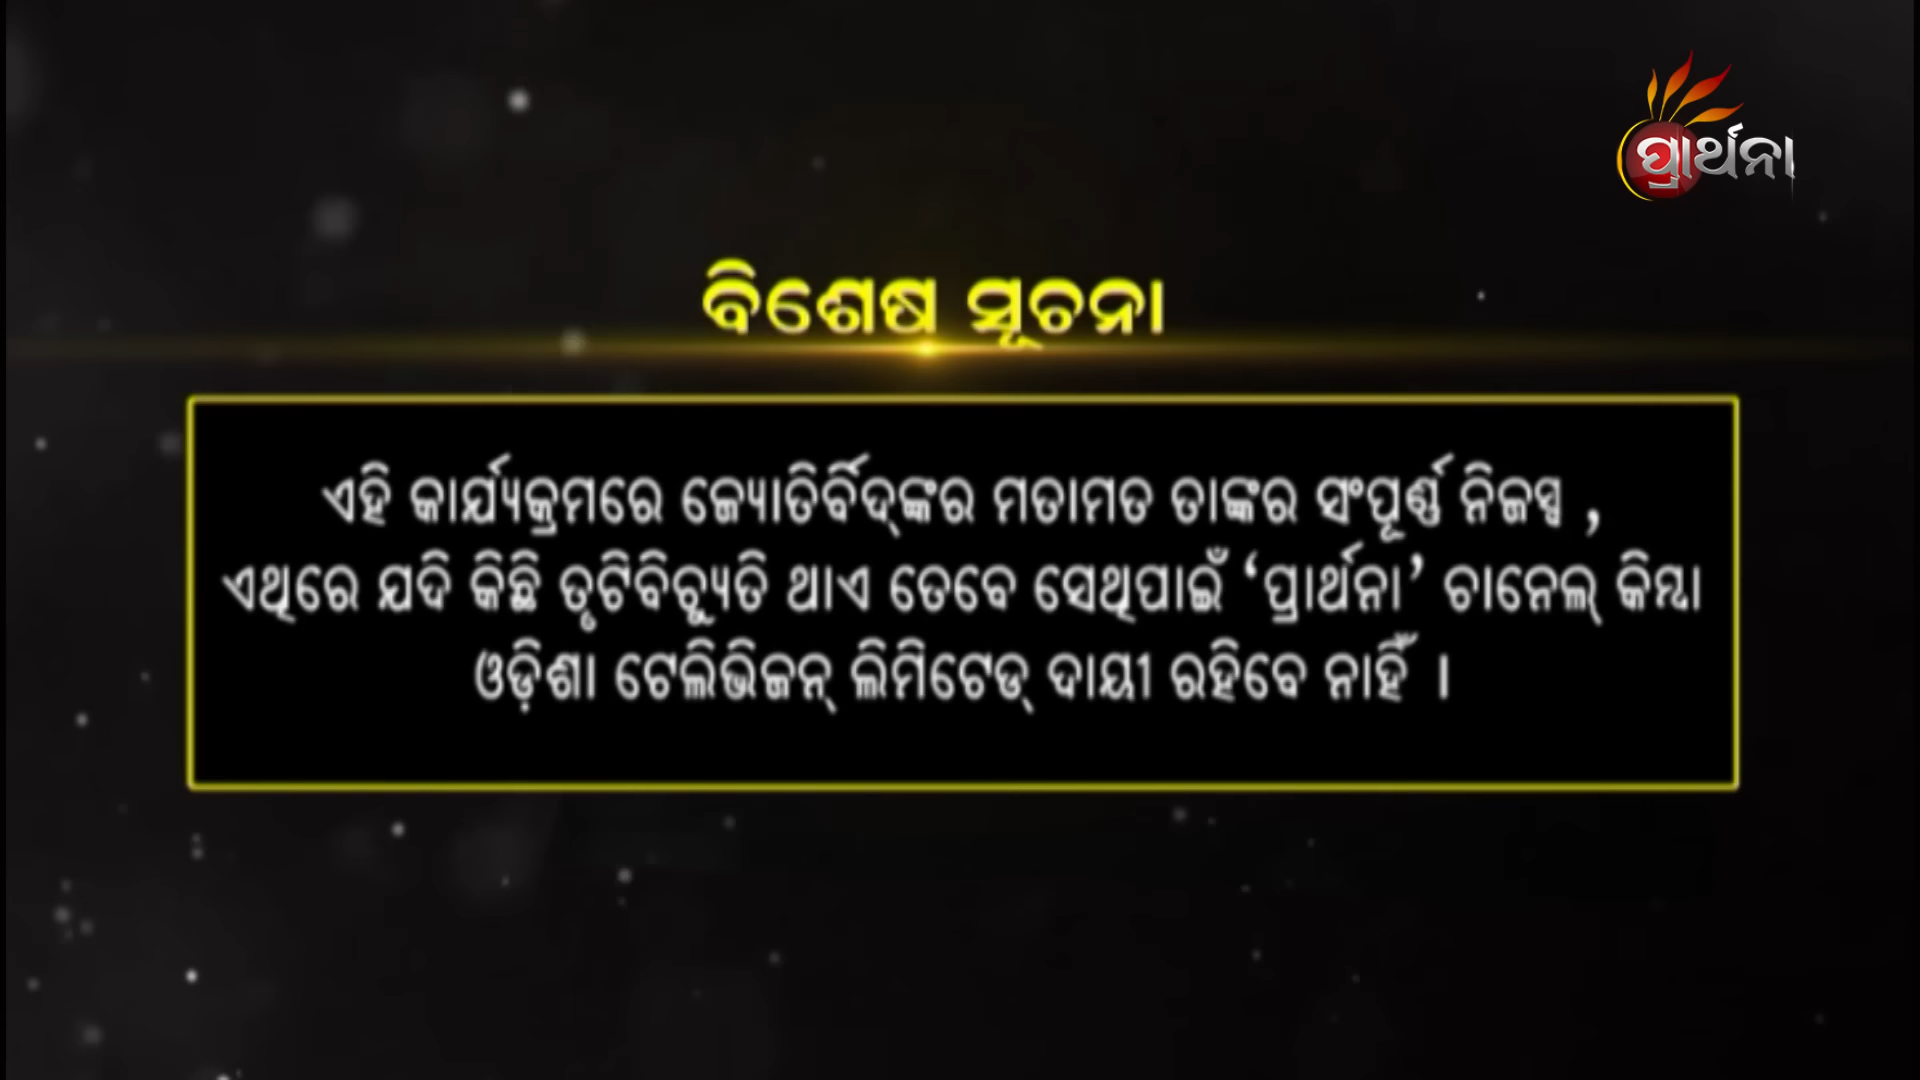 ପ୍ରାର୍ଥନା
ବିଶେଷ ସୂଚନା
ଏହି କାର୍ଯ୍ୟକ୍ରମରେ ଜ୍ୟୋତିର୍ବିଦ୍‌ଙ୍କର ମତାମତ ତାଙ୍କର ସଂପୂର୍ଣ୍ଣ ନିଜସ୍ୱ ,
ଏଥିରେ ଯଦି କିଛି ତୃଟିବିଚ୍ୟୁତି ଥାଏ ତେବେ ସେଥିପାଇଁ ‘ପ୍ରାର୍ଥନା’ ଚାନେଲ୍ କିମ୍ବା
ଓଡ଼ିଶା ଟେଲିଭିଜନ୍ ଲିମିଟେଡ୍ ଦାୟୀ ରହିବେ ନାହିଁ ।